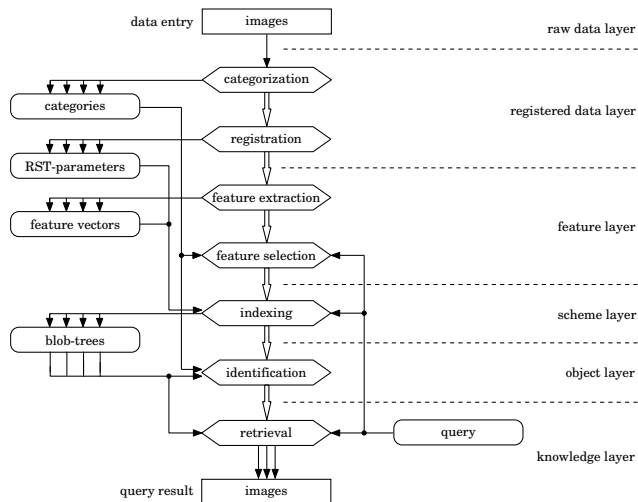 data entry
images
raw data layer
categorization
categories
registered data layer
registration
RST-parameters
feature extraction
feature vectors
feature layer
feature selection
indexing
scheme layer
blob-trees
identification
object layer
retrieval
query
knowledge layer
query result
images